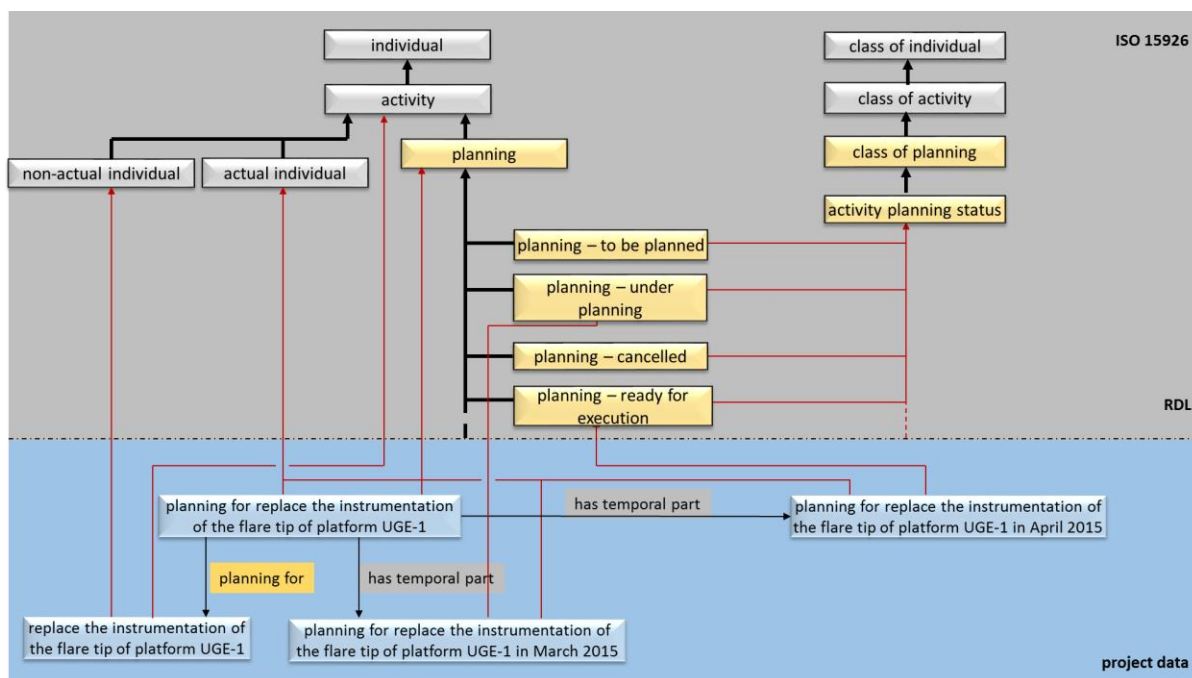 individual
class of individual
ISO 15926
activity
class of activity
planning
class of planning
non-actual individual
actual individual
activity planning status
planning – to be planned
planning – under
planning
planning – cancelled
planning – ready for
execution
RDL
planning for replace the instrumentation
of the flare tip of platform UGE-1
has temporal part
planning for replace the instrumentation of
the flare tip of platform UGE-1 in April 2015
planning for
has temporal part
replace the instrumentation of
the flare tip of platform UGE-1
planning for replace the instrumentation of
the flare tip of platform UGE-1 in March 2015
project data